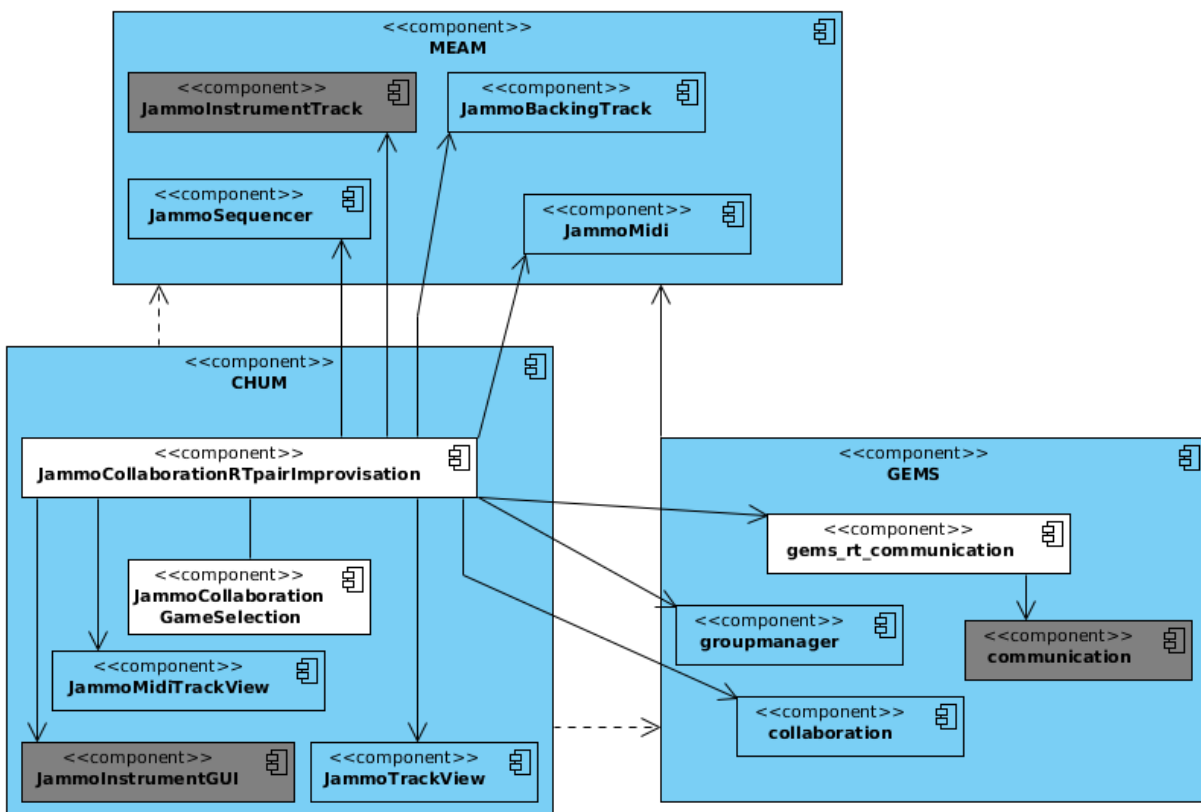 <<component>>
MEAM
<<component>>
JammoInstrumentTrack
<<component>>
JammoBackingTrack
<<component>>
JammoSequencer
<<component>>
JammoMidi
<<component>>
CHUM
<<component>>
JammoCollaborationRTpairImprovisation
<<component>>
JammoCollaboration
GameSelection
<<component>>
JammoMidiTrackView
<<component>>
JammoInstrumentGUI
<<component>>
JammoTrackView
<<component>>
GEMS
<<component>>
gems_rt_communication
<<component>>
groupmanager
<<component>>
communication
<<component>>
collaboration